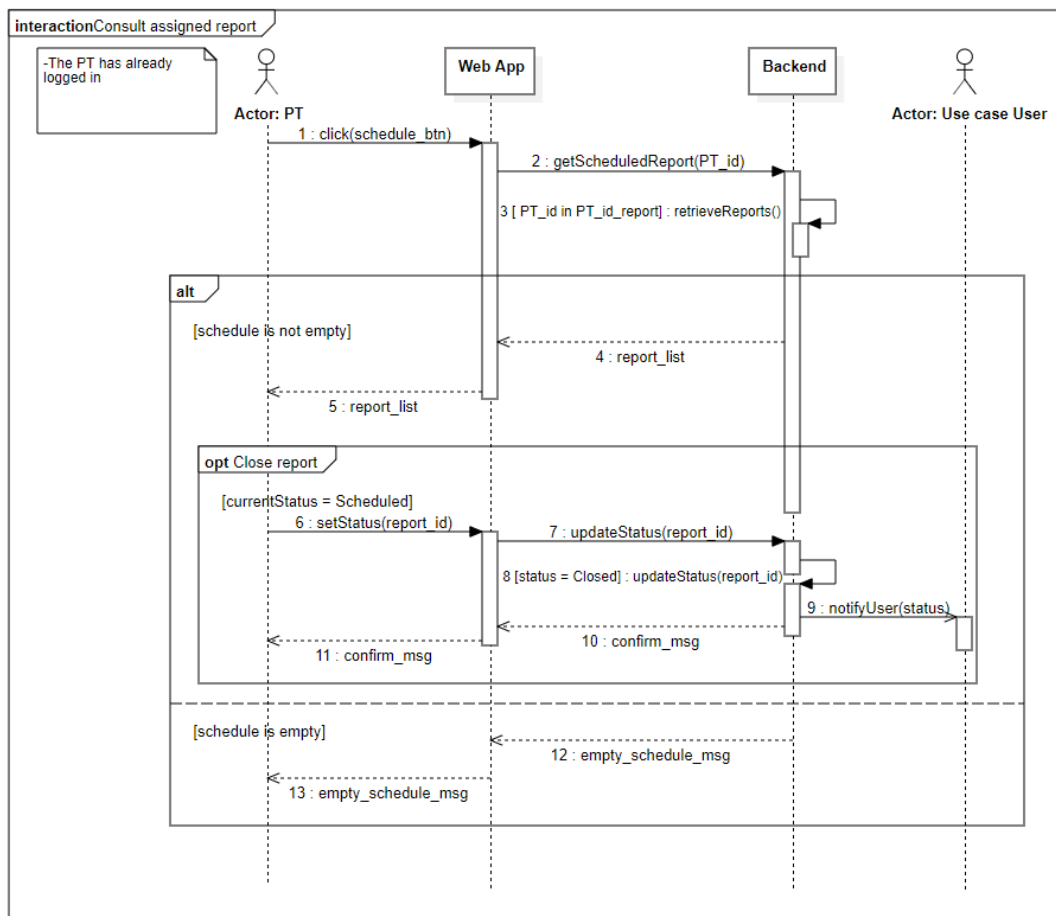 interactionConsult assigned report
-The PT has already
logged in
Actor: PT
Web App
Backend
Actor: Use case User
1 : click(schedule_btn)
2 : getScheduledReport(PT_id)
3 [ PT_id in PT_id_report] : retrieveReports()
alt
[schedule is not empty]
4 : report_list
5 : report_list
opt Close report
[currentStatus = Scheduled]
6 : setStatus(report_id)
7 : updateStatus(report_id)
8 [status = Closed] : updateStatus(report_id)
9 : notifyUser(status)
10 : confirm_msg
11 : confirm_msg
[schedule is empty]
12 : empty_schedule_msg
13 : empty_schedule_msg